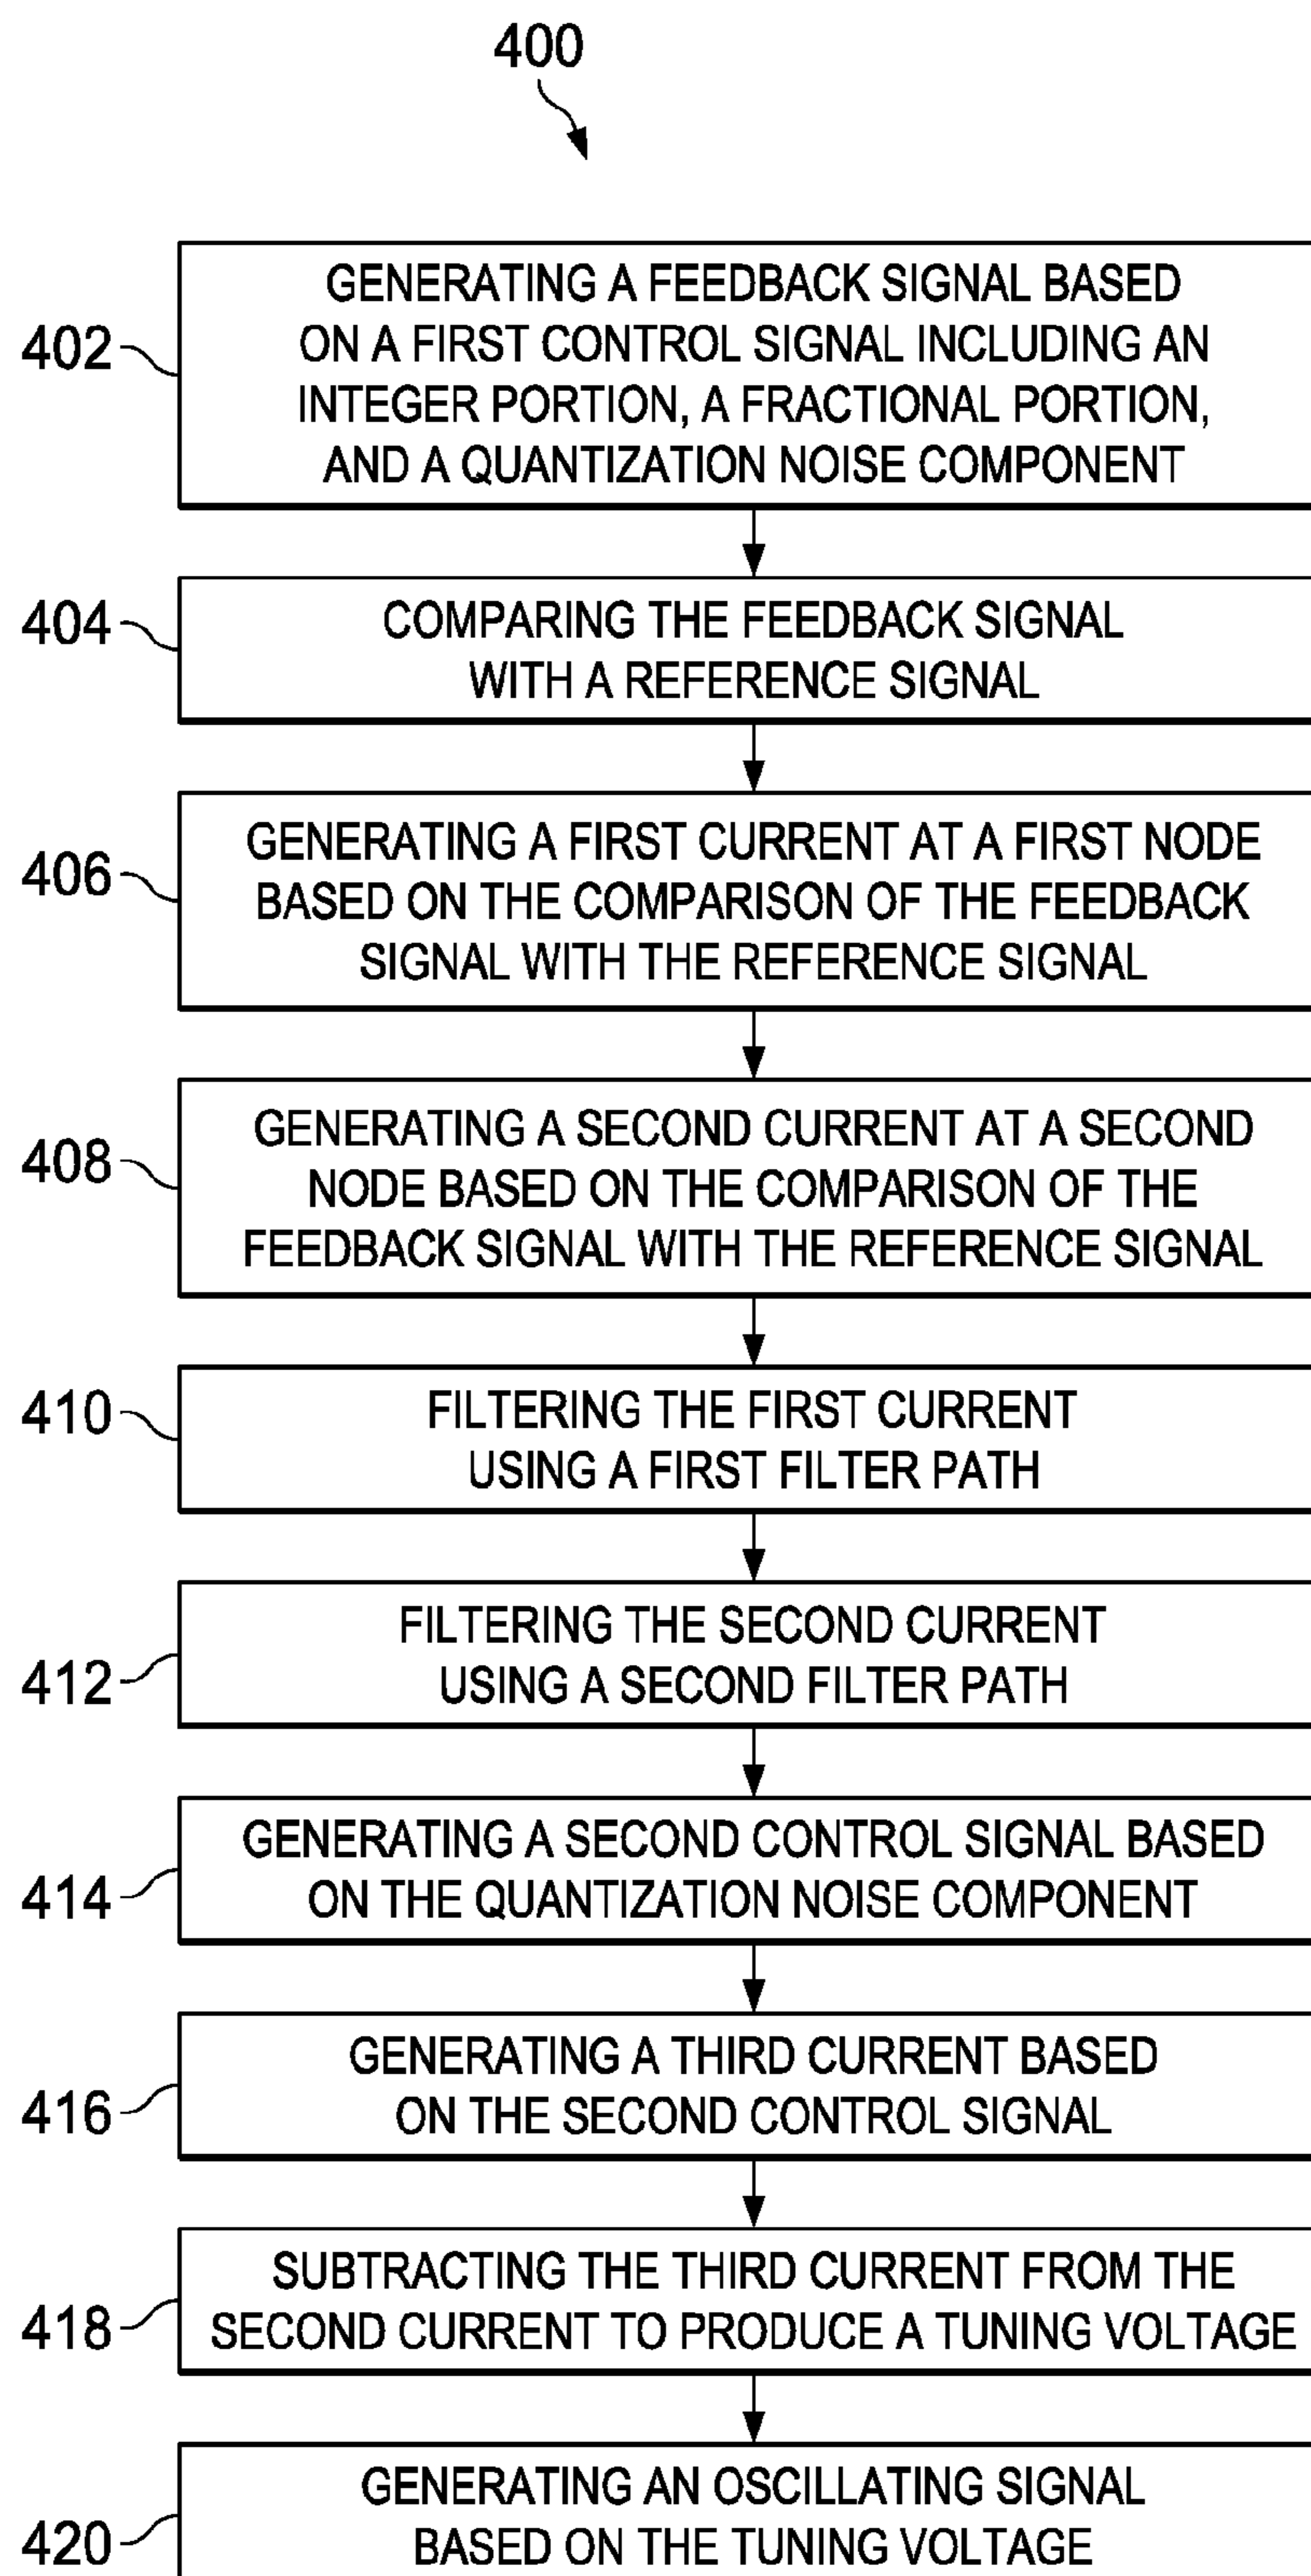 400
402
GENERATING A FEEDBACK SIGNAL BASED
ON A FIRST CONTROL SIGNAL INCLUDING AN
INTEGER PORTION, A FRACTIONAL PORTION,
AND A QUANTIZATION NOISE COMPONENT
404
COMPARING THE FEEDBACK SIGNAL
WITH A REFERENCE SIGNAL
406
GENERATING A FIRST CURRENT AT A FIRST NODE
BASED ON THE COMPARISON OF THE FEEDBACK
SIGNAL WITH THE REFERENCE SIGNAL
408
GENERATING A SECOND CURRENT AT A SECOND
NODE BASED ON THE COMPARISON OF THE
FEEDBACK SIGNAL WITH THE REFERENCE SIGNAL
410
FILTERING THE FIRST CURRENT
USING A FIRST FILTER PATH
412
FILTERING THE SECOND CURRENT
USING A SECOND FILTER PATH
414
GENERATING A SECOND CONTROL SIGNAL BASED
ON THE QUANTIZATION NOISE COMPONENT
416
GENERATING A THIRD CURRENT BASED
ON THE SECOND CONTROL SIGNAL
418
SUBTRACTING THE THIRD CURRENT FROM THE
SECOND CURRENT TO PRODUCE A TUNING VOLTAGE
420
GENERATING AN OSCILLATING SIGNAL
BASED ON THE TUNING VOLTAGE